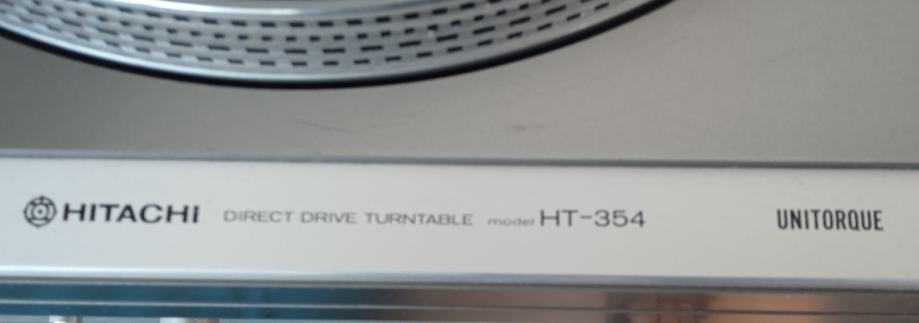 HITACHI DIRECT DRIVE TURNTABLE model HT-354 UNITORQUE